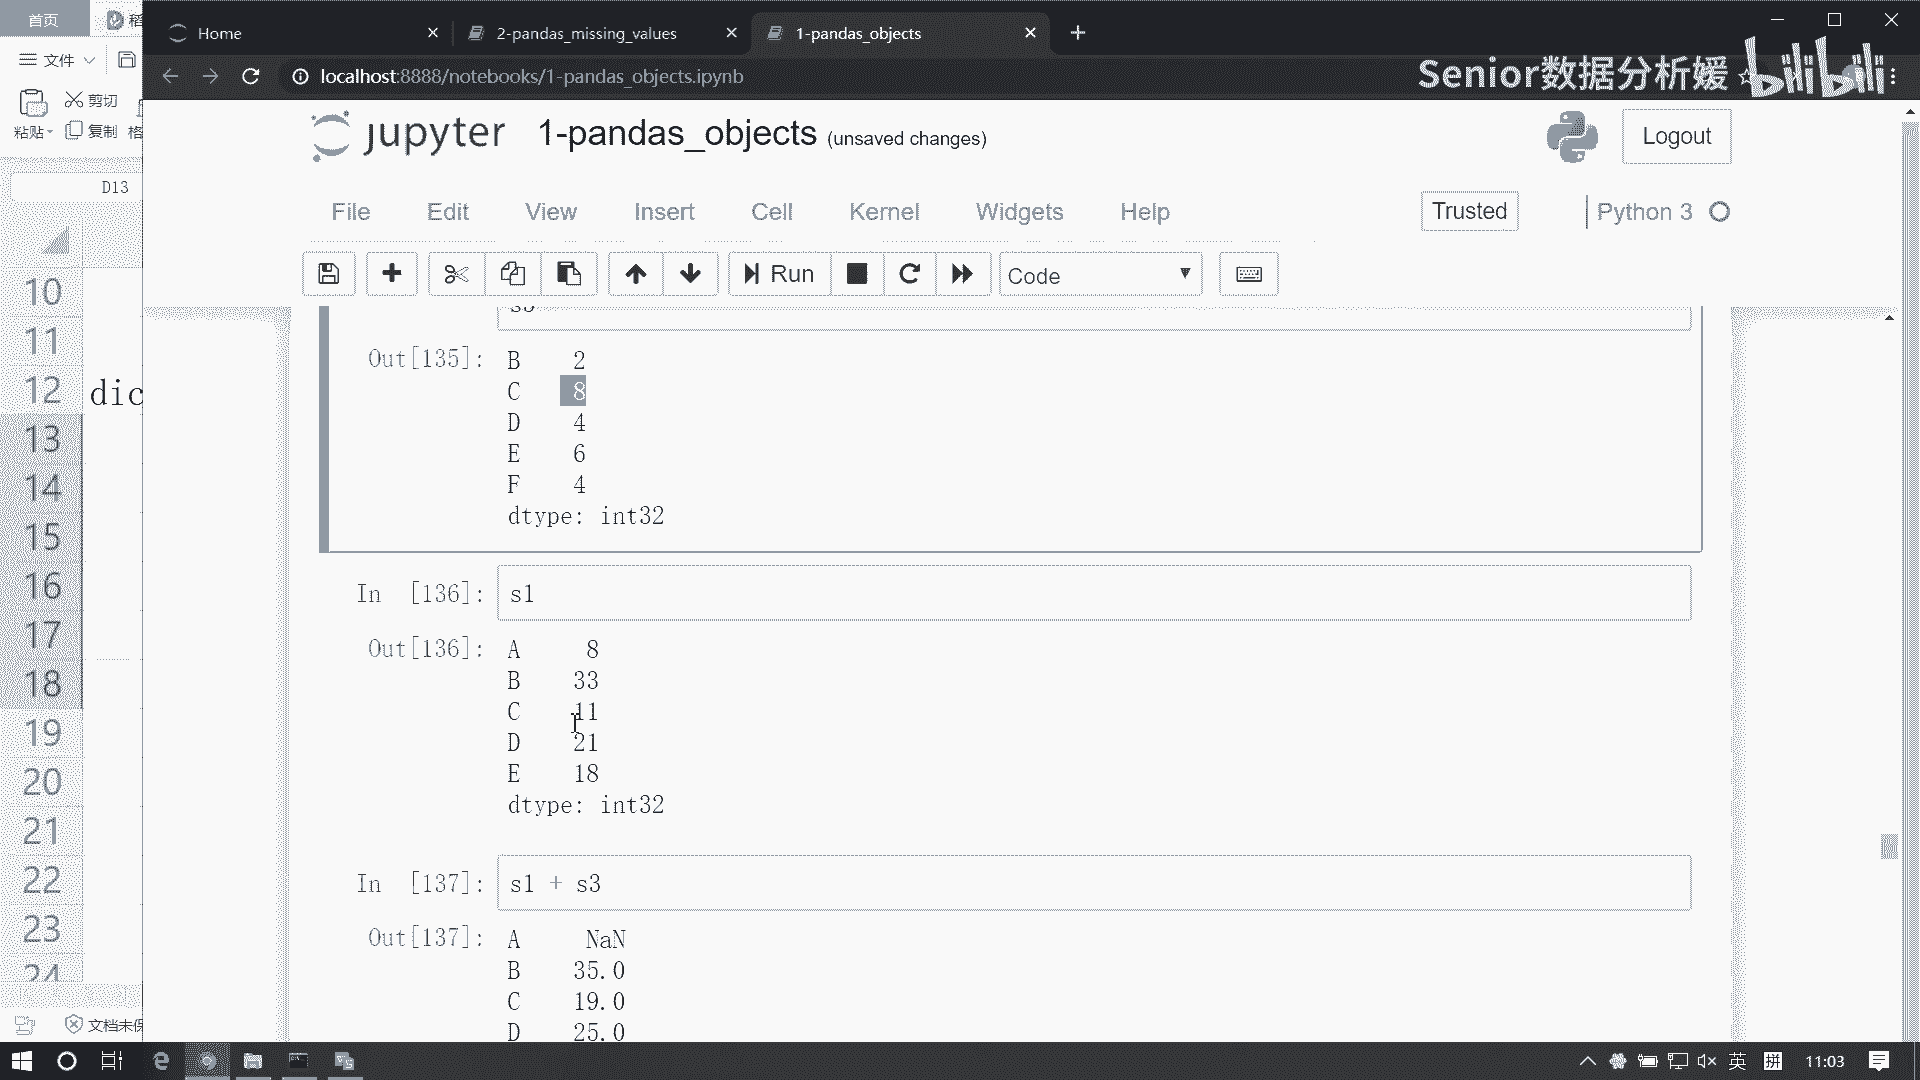 首页
稻
Home
2-pandas_missing_values
1-pandas_objects
文件
localhost:8888/notebooks/1-pandas_objects.ipynb
Senior数据分析媛
bilibili
剪切
粘贴
复制
格
jupyter
1-pandas_objects (unsaved changes)
Logout
D13
File
Edit
View
Insert
Cell
Kernel
Widgets
Help
Trusted
Python 3
Run
Code
10
11
12
dic
13
14
15
16
17
18
19
20
21
22
23
24
文档未保
s3
Out[135]:
B 2
C 8
D 4
E 6
F 4
dtype: int32
In [136]:
s1
Out[136]:
A 8
B 33
C 11
D 21
E 18
dtype: int32
In [137]:
s1 + s3
Out[137]:
A NaN
B 35.0
C 19.0
D 25.0
英
拼
11:03